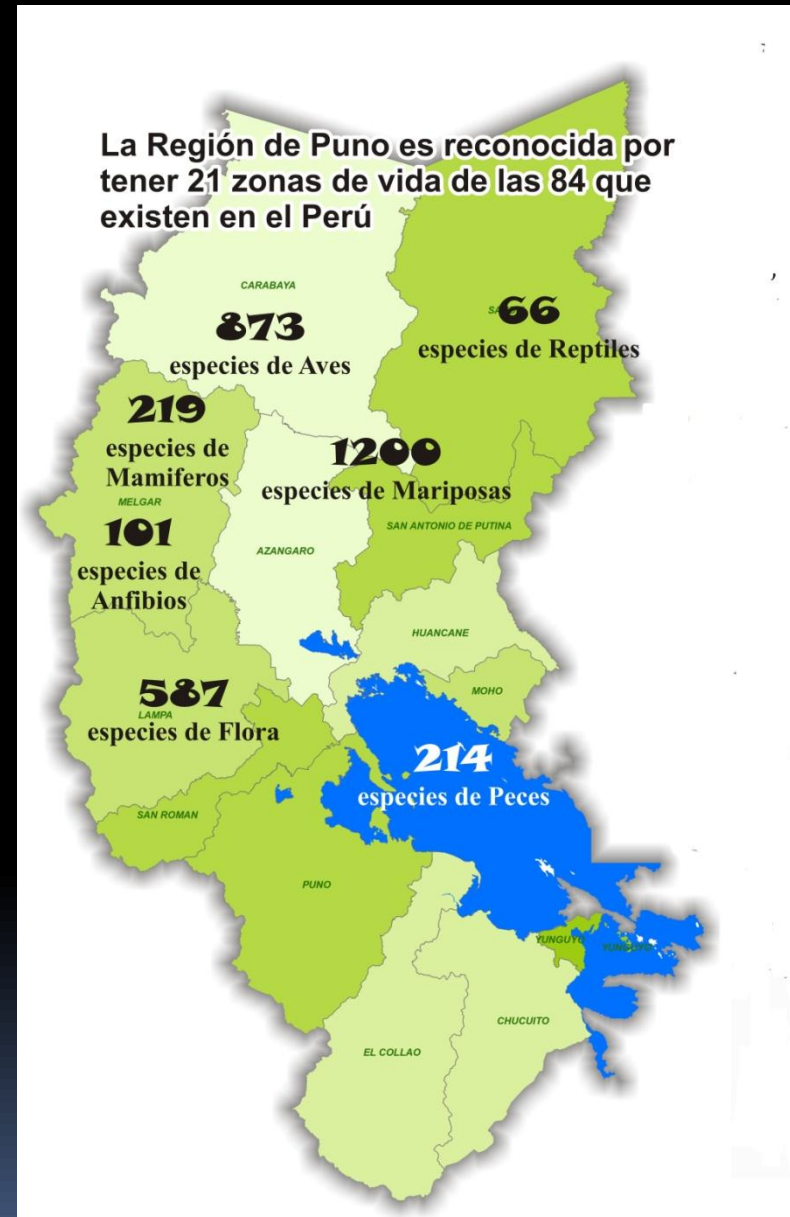 La Región de Puno es reconocida por
tener 21 zonas de vida de las 84 que
existen en el Perú
CARABAYA
873
especies de Aves
66
especies de Reptiles
219
especies de
Mamiferos
MELGAR
1200
especies de Mariposas
SAN ANTONIO DE PUTINA
101
especies de
Anfibios
AZANGARO
HUANCANE
MOHO
587
LAMPA
especies de Flora
214
especies de Peces
SAN ROMAN
PUNO
YUNGUYO
YUNGUYO
CHUCUITO
EL COLLAO